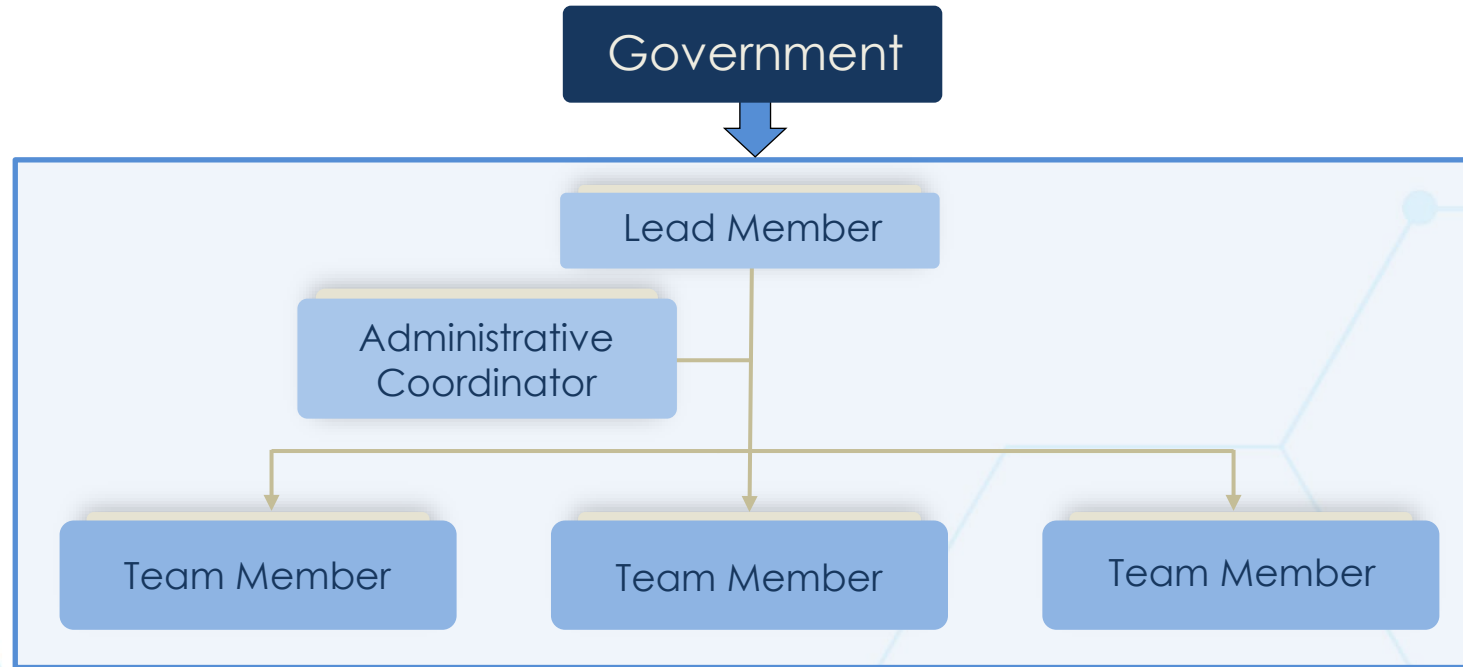 Government
Lead Member
Administrative
Coordinator
Team Member
Team Member
Team Member